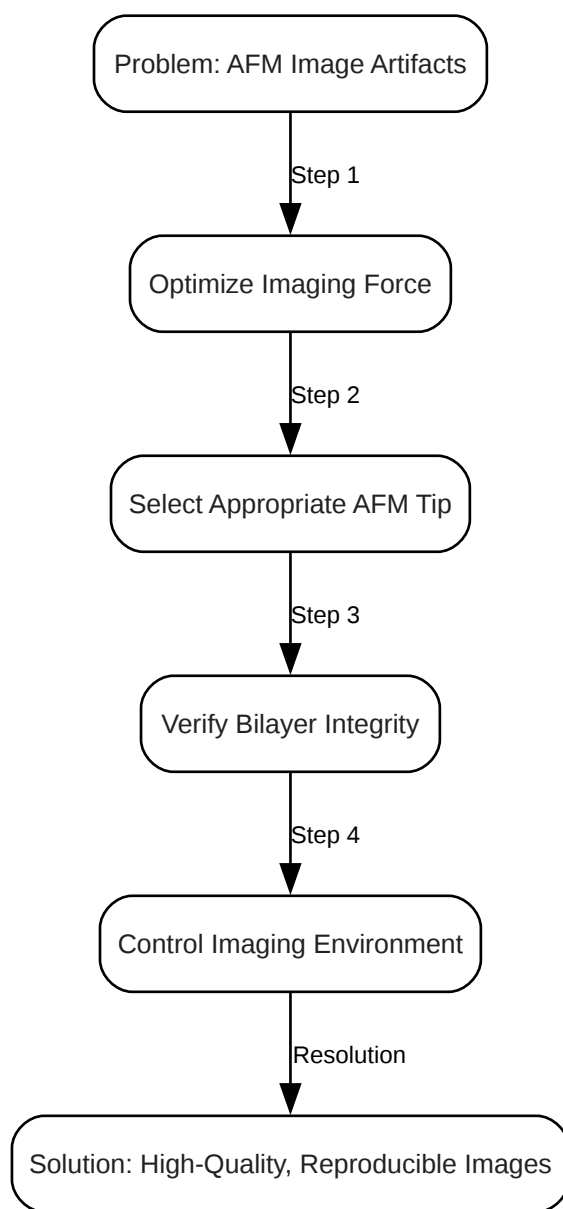 Problem: AFM Image Artifacts
Step 1
Optimize Imaging Force
Step 2
Select Appropriate AFM Tip
Step 3
Verify Bilayer Integrity
Step 4
Control Imaging Environment
Resolution
Solution: High-Quality, Reproducible Images